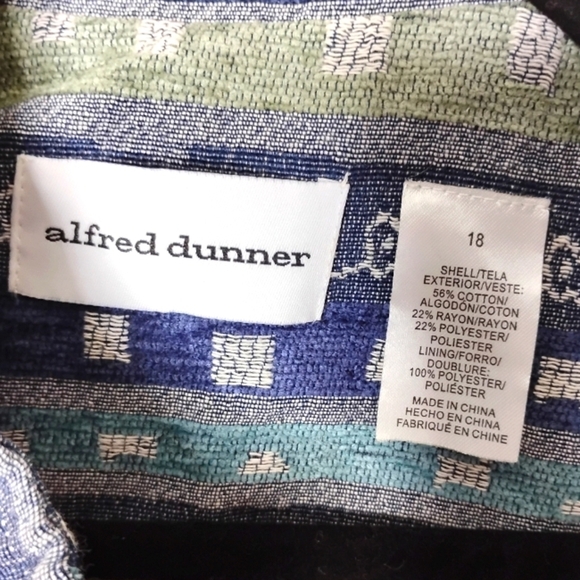 alfred dunner
18
SHELL/TELA
EXTERIOR/VESTE:
56% COTTON/
ALGODÓN/COTON
22% RAYON/RAYON
22% POLYESTER/
POLIESTER
LINING/FORRO/
DOUBLURE:
100% POLYESTER/
POLIÉSTER
MADE IN CHINA
HECHO EN CHINA
FABRIQUÉ EN CHINE